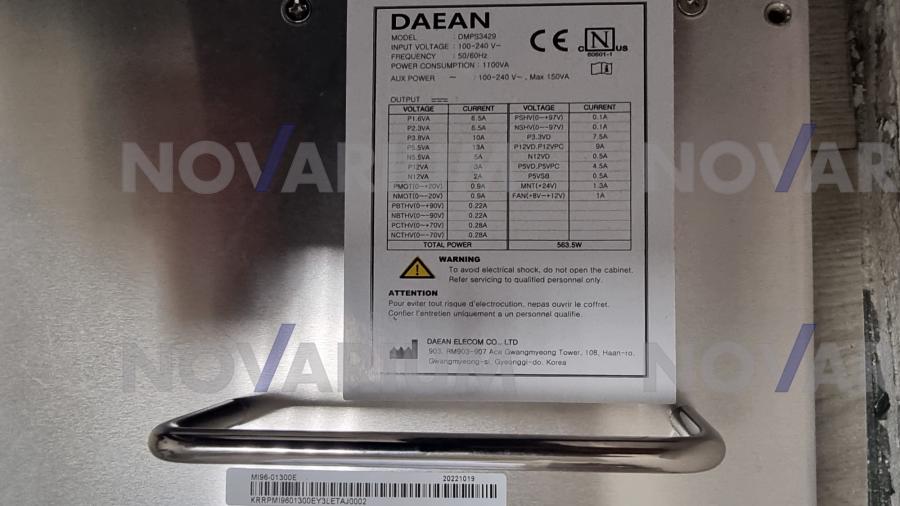 DAEAN
MODEL : DMPS3429
INPUT VOLTAGE : 100-240 V~
FREQUENCY : 50/60Hz
POWER CONSUMPTION : 1100VA
AUX POWER ~ : 100-240 V~, Max 150VA
CE
c N us
60601-1
OUTPUT
VOLTAGE CURRENT VOLTAGE CURRENT
P1.6VA 6.5A PSHV(0~+97V) 0.1A
P2.3VA 6.5A NSHV(0~-97V) 0.1A
P3.8VA 10A P3.3VD 7.5A
P5.5VA 13A P12VD,P12VPC 9A
N5.5VA 5A N12VD 0.5A
P12VA 3A P5VD,P5VPC 4.5A
N12VA 2A P5VSB 0.5A
PMOT(0~+20V) 0.9A MNT(+24V) 1.3A
NMOT(0~-20V) 0.9A FAN(+8V~+12V) 1A
PBTHV(0~+90V) 0.22A
NBTHV(0~-90V) 0.22A
PCTHV(0~+70V) 0.28A
NCTHV(0~-70V) 0.28A
TOTAL POWER 563.5W
WARNING
To avoid electrical shock, do not open the cabinet.
Refer servicing to qualified personnel only.
ATTENTION
Pour eviter tout risque d'electrocution, nepas ouvrir le coffret.
Confier l'entretien uniquement a un personnel qualifie.
DAEAN ELECOM CO., LTD
903, RM903-907 Ace Gwangmyeong Tower, 108, Haan-ro,
Gwangmyeong-si, Gyeonggi-do, Korea
MI96-01300E 20221019
KRRPMI9601300EY3LETAJ0002
NOVARIUM NOVA
NOVARIUM NOVA